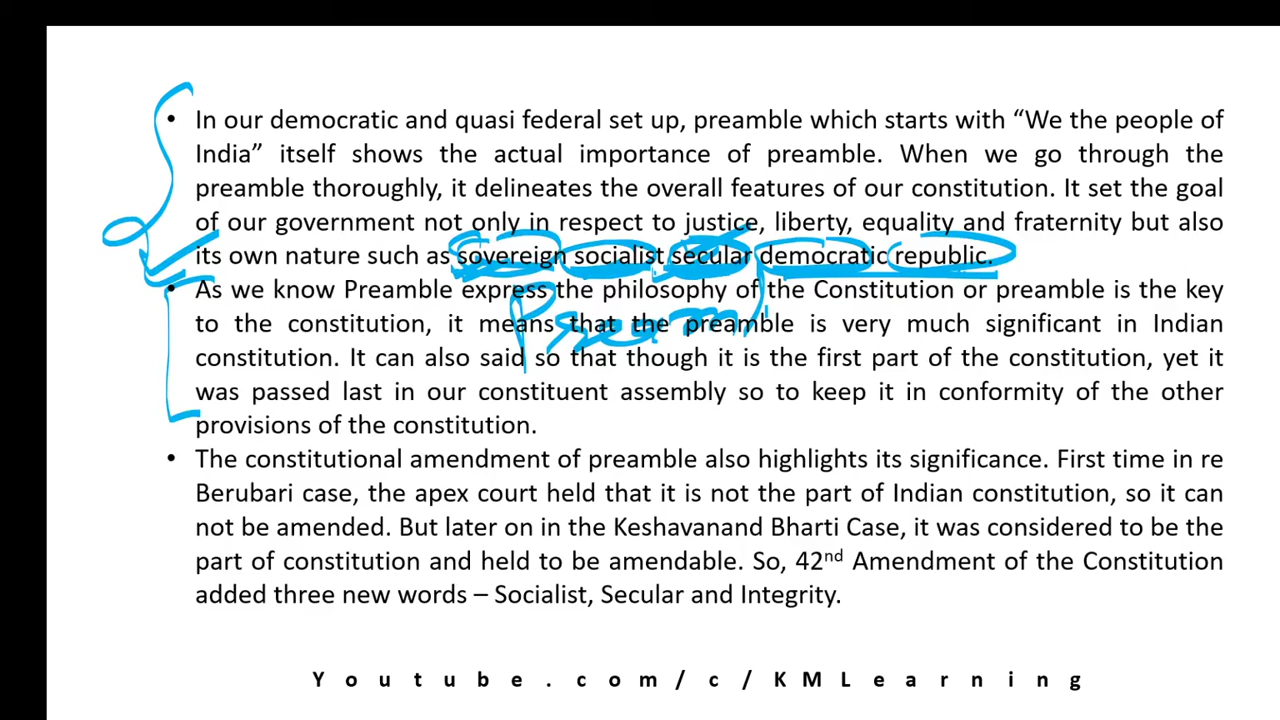 • In our democratic and quasi federal set up, preamble which starts with “We the people of
India” itself shows the actual importance of preamble. When we go through the
preamble thoroughly, it delineates the overall features of our constitution. It set the goal
of our government not only in respect to justice, liberty, equality and fraternity but also
its own nature such as sovereign socialist secular democratic republic.
• As we know Preamble express the philosophy of the Constitution or preamble is the key
to the constitution, it means that the preamble is very much significant in Indian
Pream
constitution. It can also said so that though it is the first part of the constitution, yet it
was passed last in our constituent assembly so to keep it in conformity of the other
provisions of the constitution.
• The constitutional amendment of preamble also highlights its significance. First time in re
Berubari case, the apex court held that it is not the part of Indian constitution, so it can
not be amended. But later on in the Keshavanand Bharti Case, it was considered to be the
part of constitution and held to be amendable. So, 42nd Amendment of the Constitution
added three new words – Socialist, Secular and Integrity.
Youtube.com/c/KMLearning